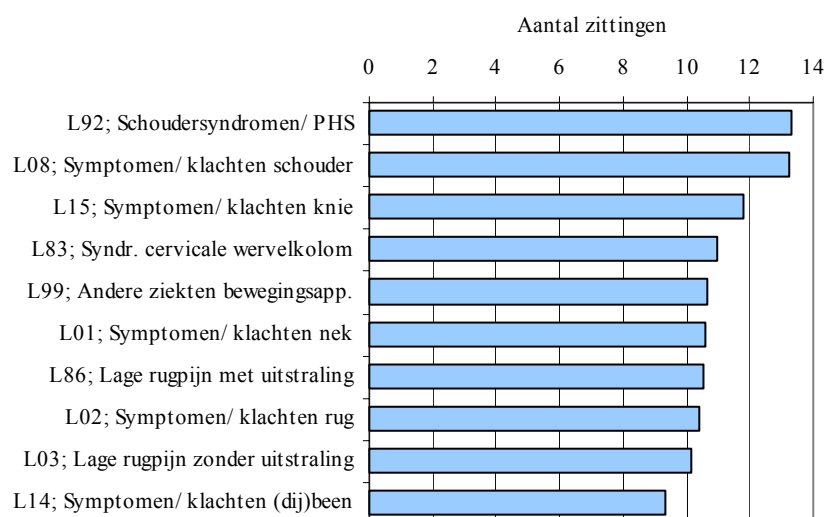 Aantal zittingen
0 2 4 6 8 10 12 14
L92; Schoudersyndromen/ PHS
L08; Symptomen/ klachten schouder
L15; Symptomen/ klachten knie
L83; Syndr. cervicale wervelkolom
L99; Andere ziekten bewegingsapp.
L01; Symptomen/ klachten nek
L86; Lage rugpijn met uitstraling
L02; Symptomen/ klachten rug
L03; Lage rugpijn zonder uitstraling
L14; Symptomen/ klachten (dij)been